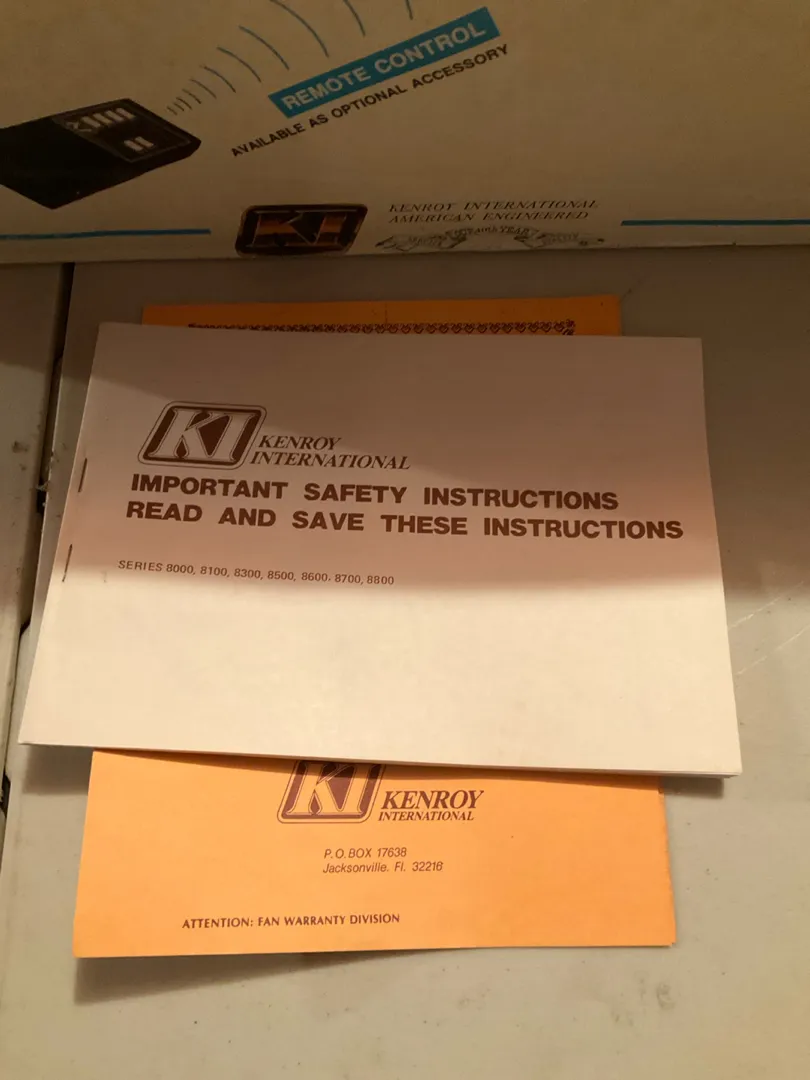 REMOTE CONTROL
AVAILABLE AS OPTIONAL ACCESSORY
KI
KENROY INTERNATIONAL
AMERICAN ENGINEERED
KI
KENROY
INTERNATIONAL
IMPORTANT SAFETY INSTRUCTIONS
READ AND SAVE THESE INSTRUCTIONS
SERIES 8000, 8100, 8300, 8500, 8600, 8700, 8800
KI
KENROY
INTERNATIONAL
P.O.BOX 17638
Jacksonville. Fl. 32216
ATTENTION: FAN WARRANTY DIVISION